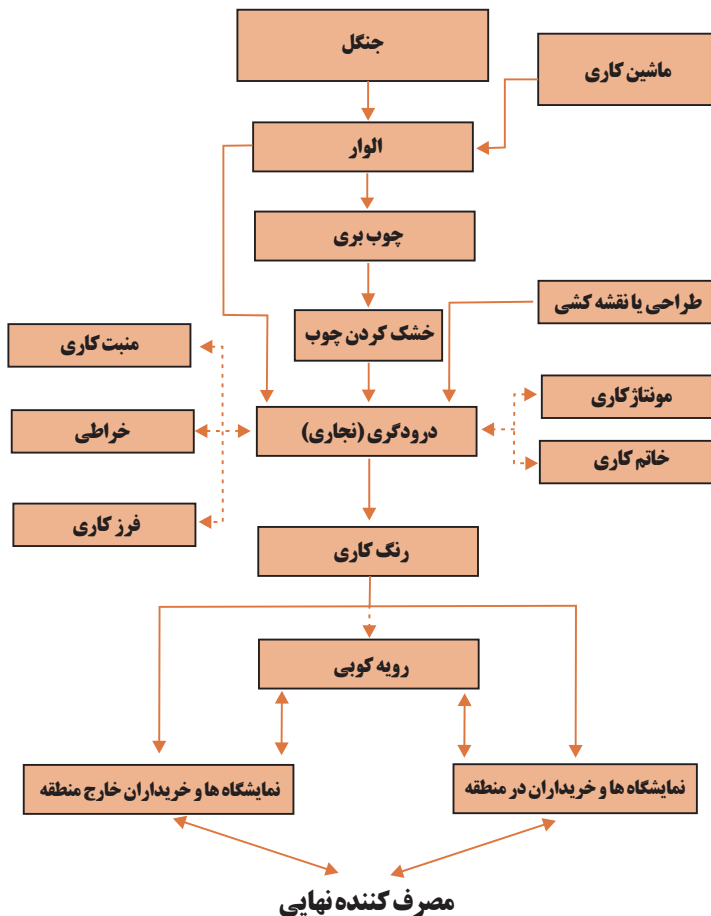 جنگل
ماشین کاری
الوار
چوب بری
طراحی یا نقشه کشی
خشک کردن چوب
منبت کاری
مونتاژکاری
درودگری (نجاری)
خراطی
خاتم کاری
فرز کاری
رنگ کاری
رویه کوبی
نمایشگاه ها و خریداران در منطقه
نمایشگاه ها و خریداران خارج منطقه
مصرف کننده نهایی